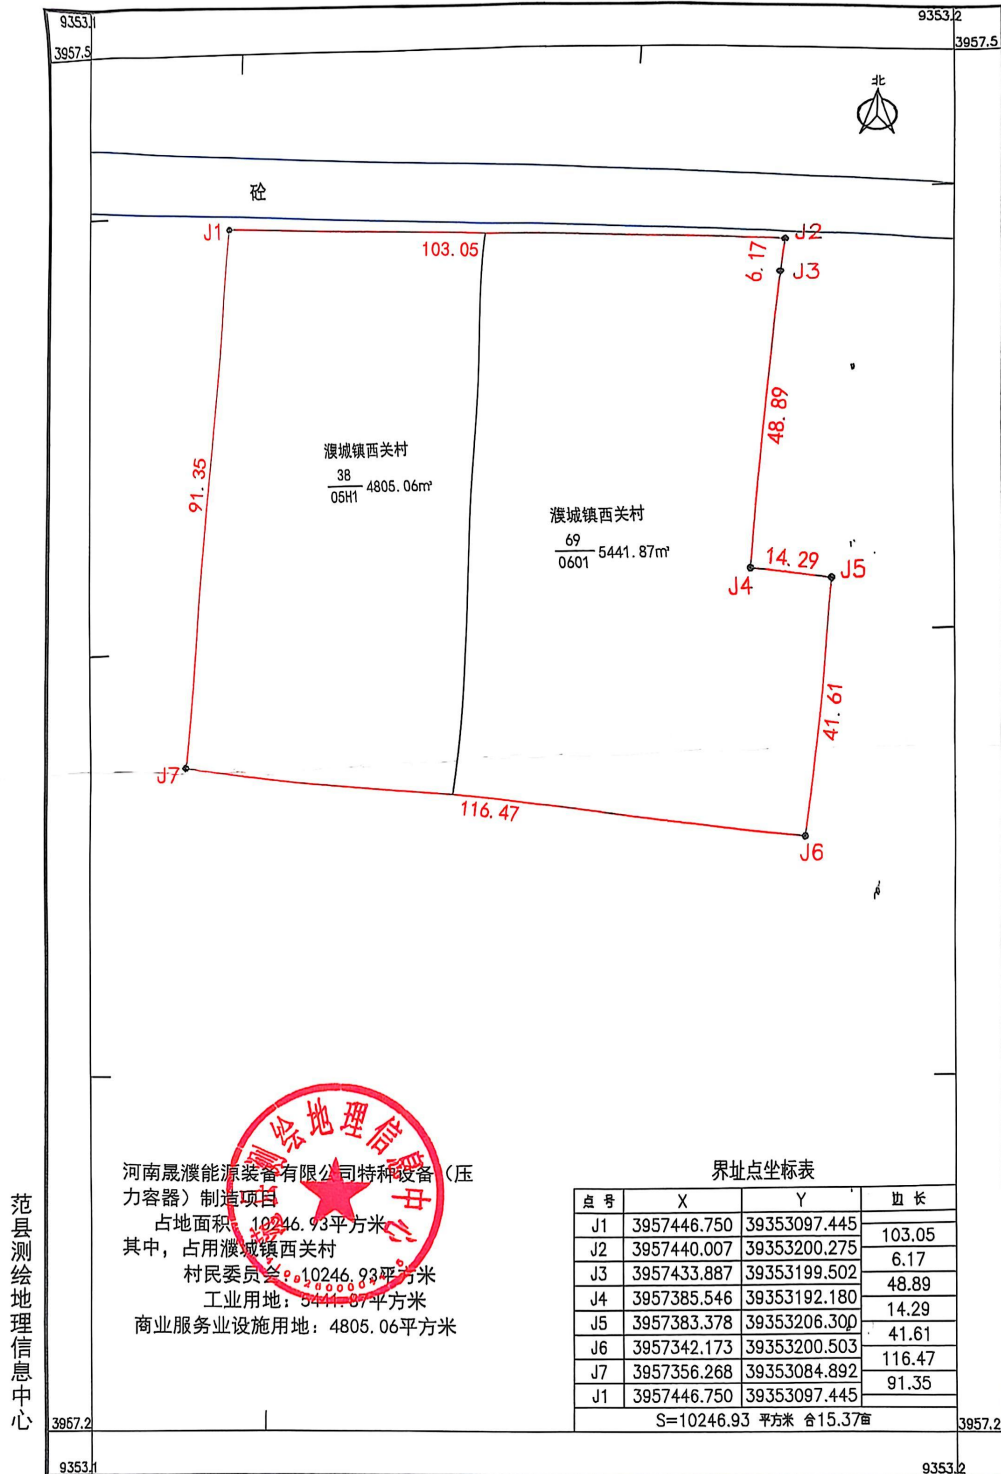 9353.1
9353.2
3957.5
3957.5
北
砼
J1
J2
103.05
6.17
J3
48.89
91.35
濮城镇西关村
38
05H1
4805.06㎡
濮城镇西关村
69
0601
5441.87㎡
14.29
J4
J5
41.61
J7
116.47
J6
测绘地理信息中心
河南晟濮能源装备有限公司特种设备（压
力容器）制造项目
占地面积：10246.93平方米
其中，占用濮城镇西关村
村民委员会：10246.93平方米
工业用地：5441.87平方米
商业服务业设施用地：4805.06平方米
范县测绘地理信息中心
界址点坐标表
点号 X Y 边长
J1 3957446.750 39353097.445
103.05
J2 3957440.007 39353200.275
6.17
J3 3957433.887 39353199.502
48.89
J4 3957385.546 39353192.180
14.29
J5 3957383.378 39353206.300
41.61
J6 3957342.173 39353200.503
116.47
J7 3957356.268 39353084.892
91.35
J1 3957446.750 39353097.445
S=10246.93 平方米 合15.37亩
3957.2
3957.2
9353.1
9353.2